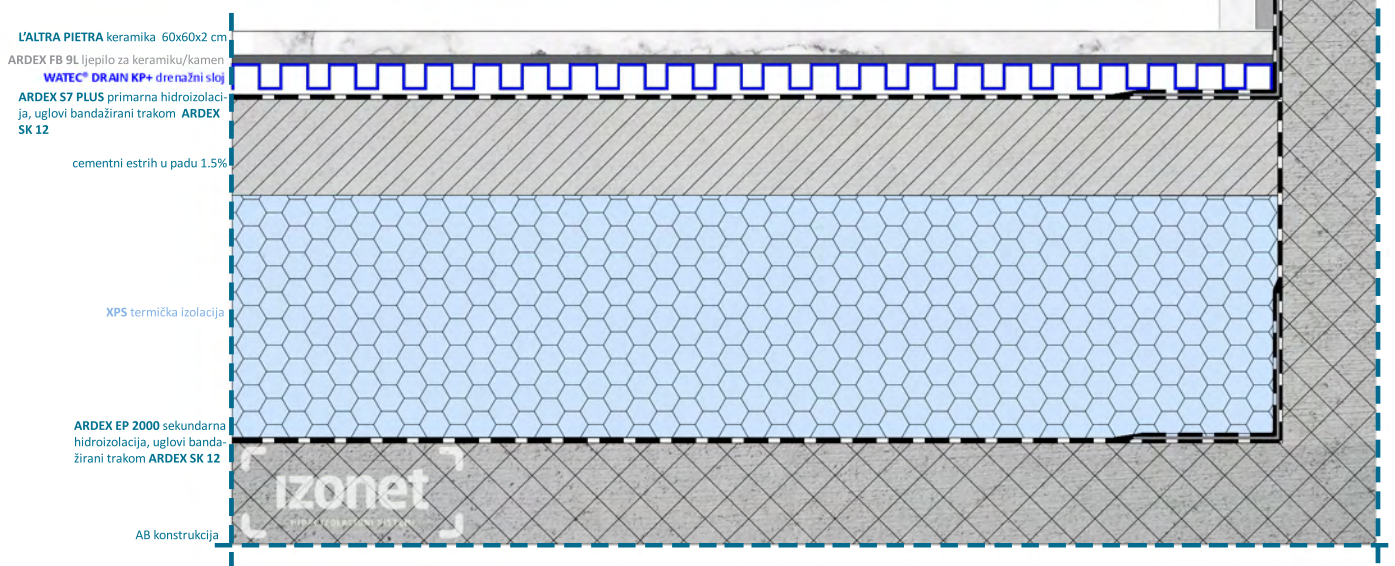 L'ALTRA PIETRA keramika 60x60x2 cm
ARDEX FB 9L ljepilo za keramiku/kamen
WATEC® DRAIN KP+ drenažni sloj
ARDEX S7 PLUS primarna hidroizolaci-
ja, uglovi bandažirani trakom ARDEX
SK 12
cementni estrih u padu 1.5%
XPS termička izolacija
ARDEX EP 2000 sekundarna
hidroizolacija, uglovi banda-
žirani trakom ARDEX SK 12
izonet
HIDROIZOLACIONI SISTEMI
AB konstrukcija